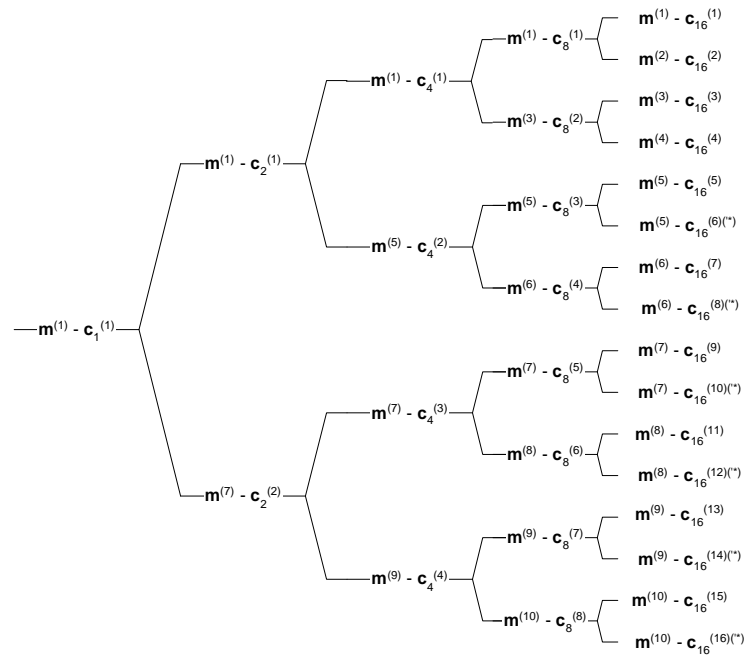 m(1) - c16(1)
m(1) - c8(1)
m(2) - c16(2)
m(1) - c4(1)
m(3) - c16(3)
m(3) - c8(2)
m(4) - c16(4)
m(1) - c2(1)
m(5) - c16(5)
m(5) - c8(3)
m(5) - c16(6)(*)
m(5) - c4(2)
m(6) - c16(7)
m(6) - c8(4)
m(6) - c16(8)(*)
m(1) - c1(1)
m(7) - c16(9)
m(7) - c8(5)
m(7) - c16(10)(*)
m(7) - c4(3)
m(8) - c16(11)
m(8) - c8(6)
m(8) - c16(12)(*)
m(7) - c2(2)
m(9) - c16(13)
m(9) - c8(7)
m(9) - c16(14)(*)
m(9) - c4(4)
m(10) - c16(15)
m(10) - c8(8)
m(10) - c16(16)(*)